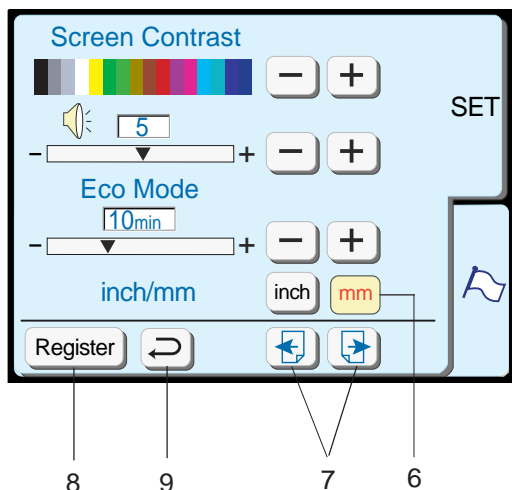 Screen Contrast
− +
SET
5
− + − +
Eco Mode
10min
− + − +
inch/mm inch mm
Register
8 9 7 6